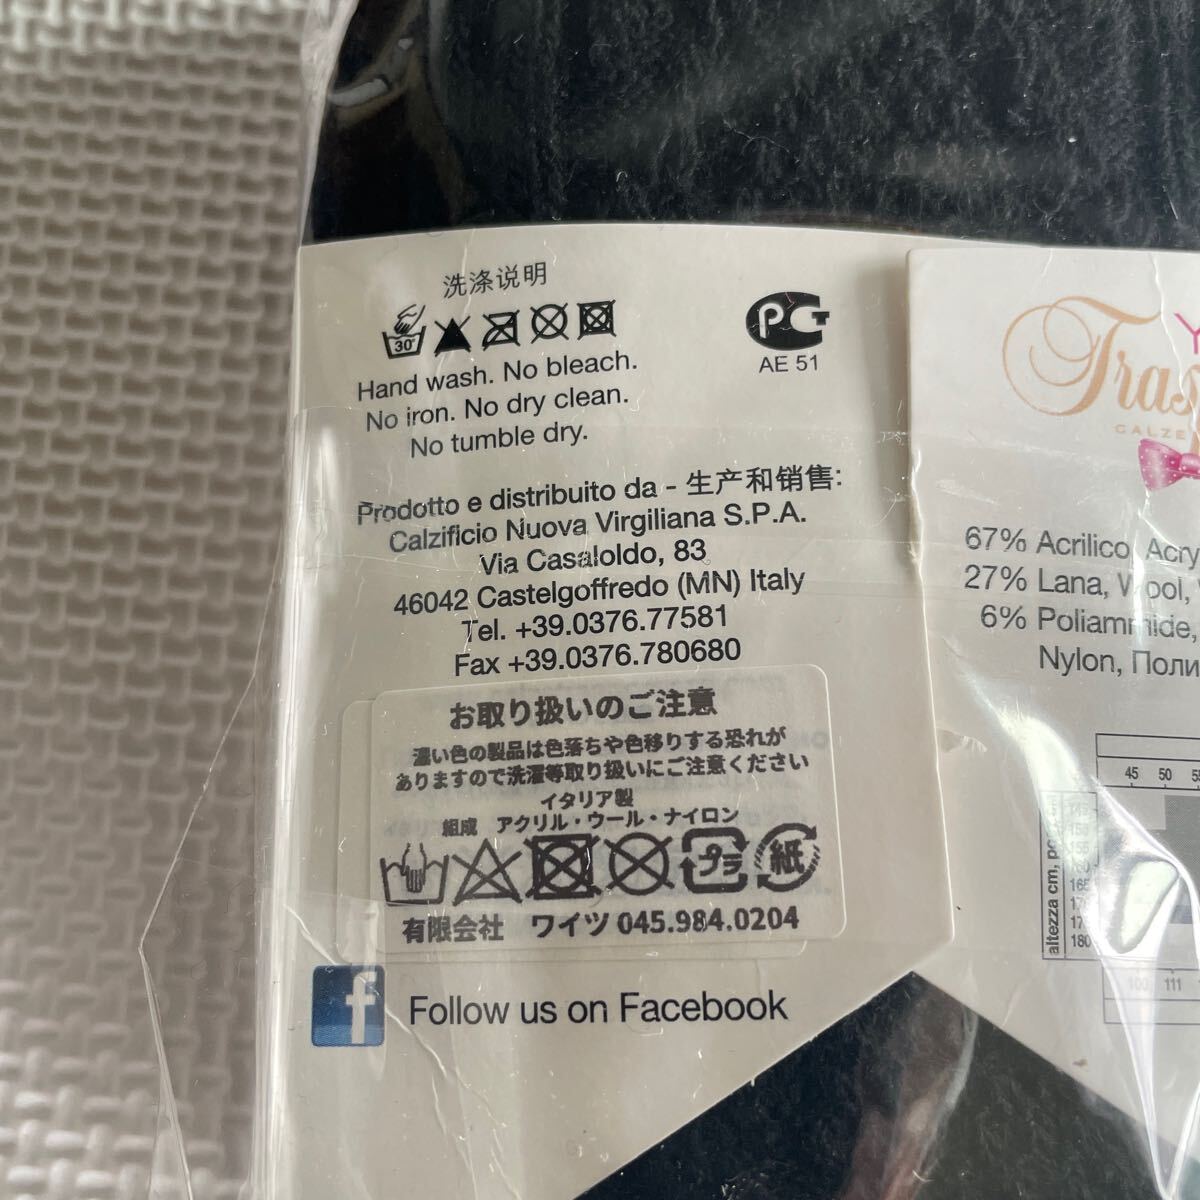 洗涤说明
30°
Hand wash. No bleach.
No iron. No dry clean.
No tumble dry.
PCT
AE 51
Prodotto e distribuito da - 生产和销售:
Calzificio Nuova Virgiliana S.P.A.
Via Casaloldo, 83
46042 Castelgoffredo (MN) Italy
Tel. +39.0376.77581
Fax +39.0376.780680
お取り扱いのご注意
濃い色の製品は色落ちや色移りする恐れが
ありますので洗濯等取り扱いにご注意ください
イタリア製
組成 アクリル・ウール・ナイロン
プラ 紙
有限会社 ワイツ 045.984.0204
f Follow us on Facebook
67% Acrilico, Acry
27% Lana, Wool,
6% Poliammide,
Nylon, Поли
45 50
altezza cm,
165
180
100 111